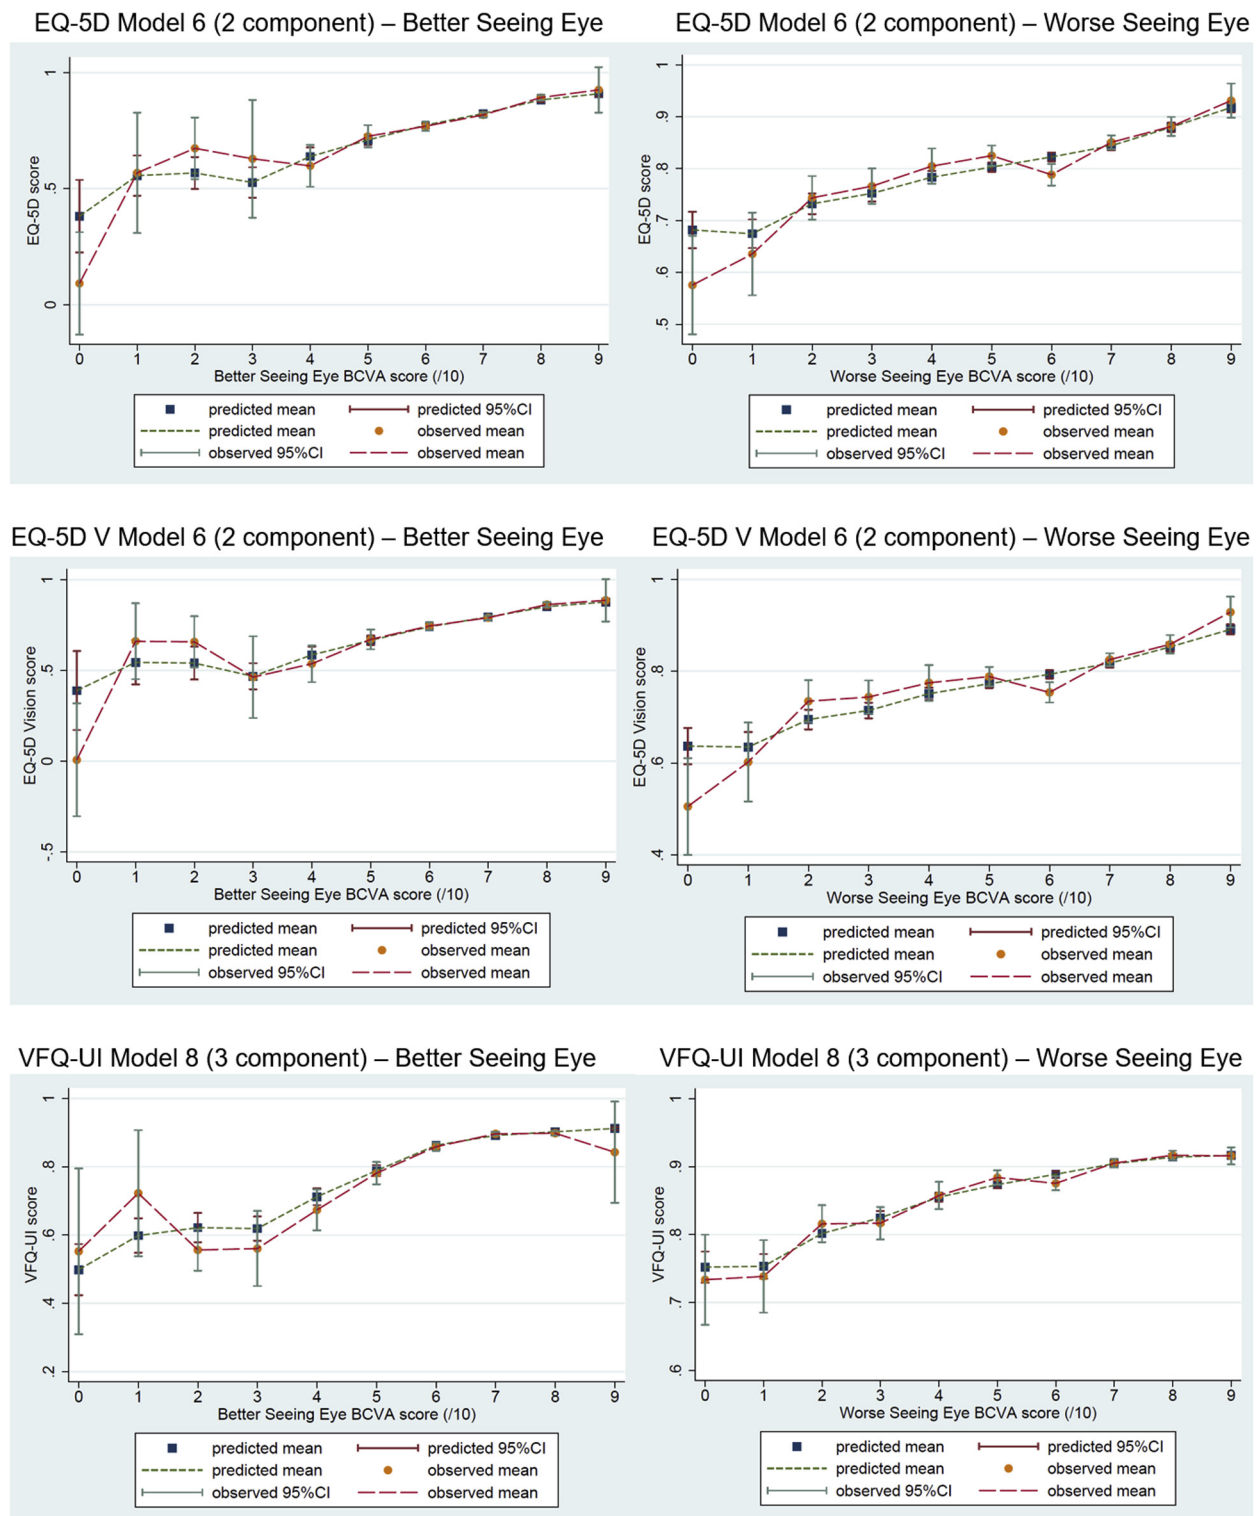 EQ-5D Model 6 (2 component) – Better Seeing Eye
EQ-5D score
1
.5
0
0 1 2 3 4 5 6 7 8 9
Better Seeing Eye BCVA score (/10)
predicted mean predicted 95%CI
predicted mean observed mean
observed 95%CI observed mean
EQ-5D Model 6 (2 component) – Worse Seeing Eye
EQ-5D score
1
.9
.8
.7
.6
.5
0 1 2 3 4 5 6 7 8 9
Worse Seeing Eye BCVA score (/10)
predicted mean predicted 95%CI
predicted mean observed mean
observed 95%CI observed mean
EQ-5D V Model 6 (2 component) – Better Seeing Eye
EQ-5D Vision score
1
.5
0
-.5
0 1 2 3 4 5 6 7 8 9
Better Seeing Eye BCVA score (/10)
predicted mean predicted 95%CI
predicted mean observed mean
observed 95%CI observed mean
EQ-5D V Model 6 (2 component) – Worse Seeing Eye
EQ-5D Vision score
1
.8
.6
.4
0 1 2 3 4 5 6 7 8 9
Worse Seeing Eye BCVA score (/10)
predicted mean predicted 95%CI
predicted mean observed mean
observed 95%CI observed mean
VFQ-UI Model 8 (3 component) – Better Seeing Eye
VFQ-UI score
1
.8
.6
.4
.2
0 1 2 3 4 5 6 7 8 9
Better Seeing Eye BCVA score (/10)
predicted mean predicted 95%CI
predicted mean observed mean
observed 95%CI observed mean
VFQ-UI Model 8 (3 component) – Worse Seeing Eye
VFQ-UI score
1
.9
.8
.7
.6
0 1 2 3 4 5 6 7 8 9
Worse Seeing Eye BCVA score (/10)
predicted mean predicted 95%CI
predicted mean observed mean
observed 95%CI observed mean